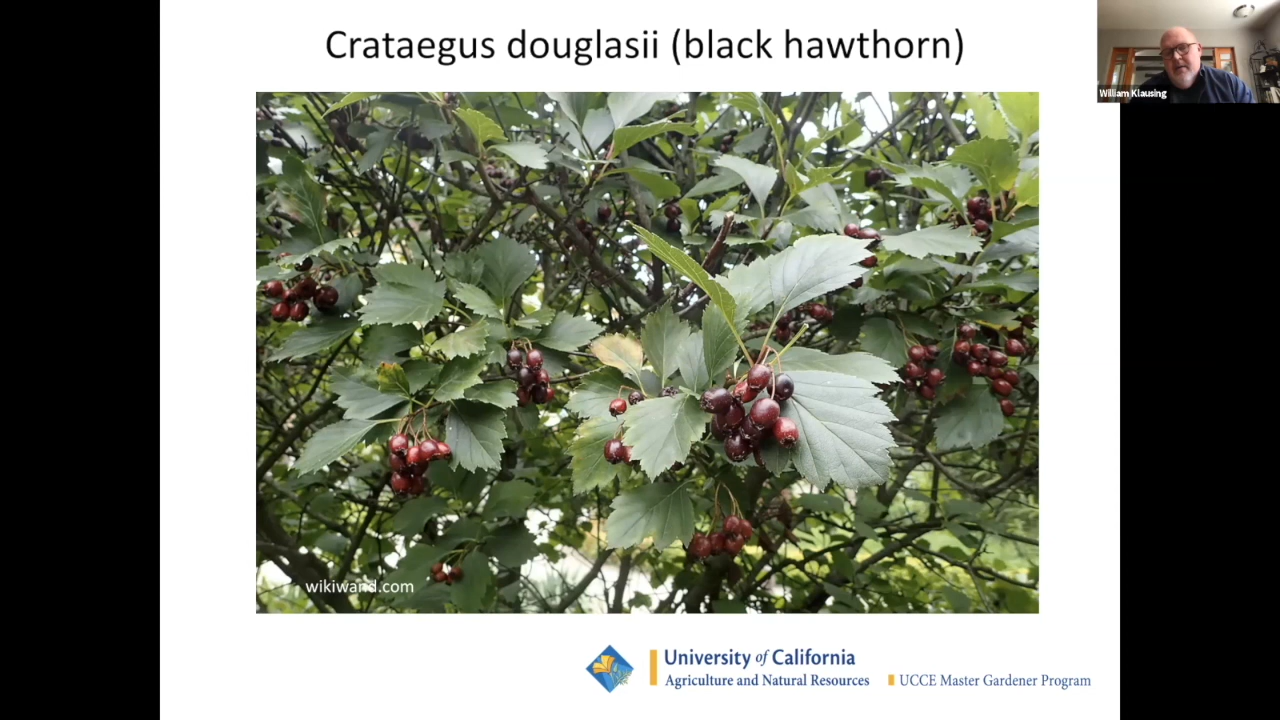 Crataegus douglasii (black hawthorn)
William Klausing
wikiwand.com
University of California
Agriculture and Natural Resources
UCCE Master Gardener Program